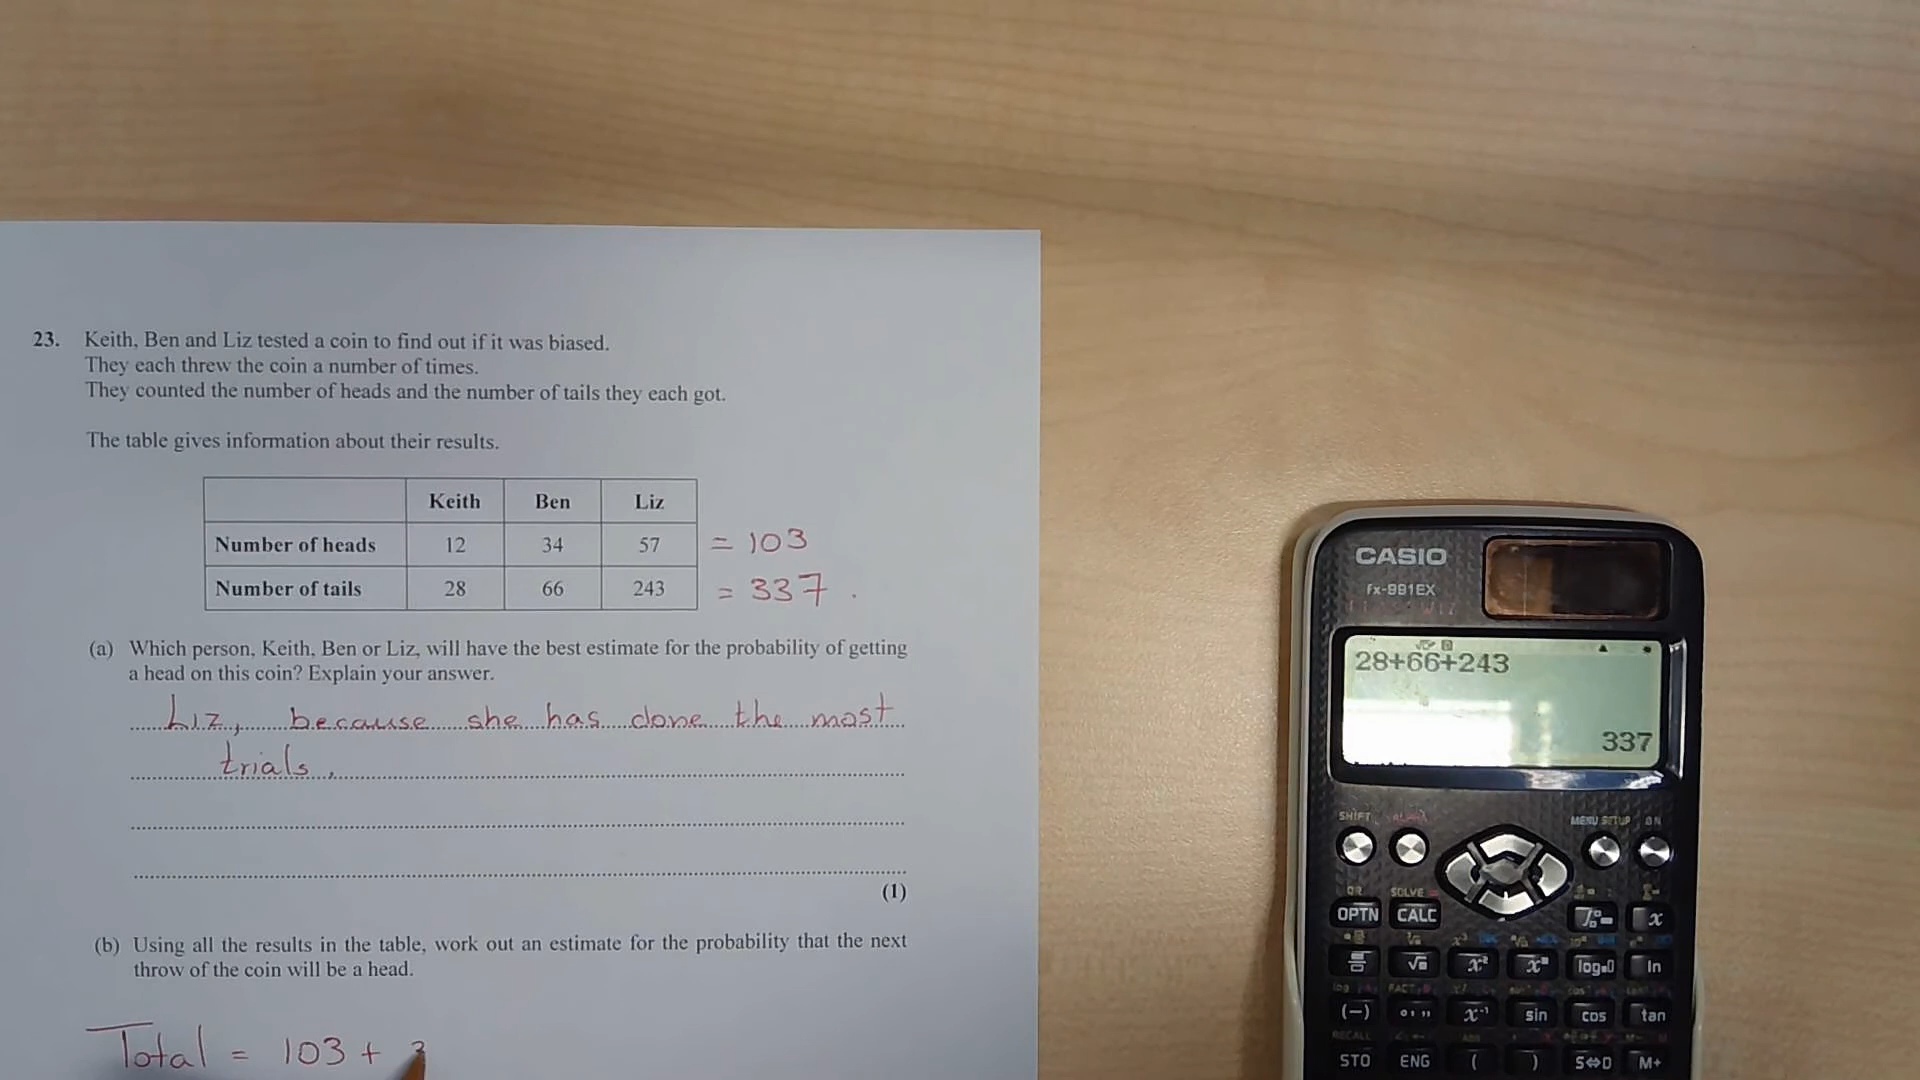 23. Keith, Ben and Liz tested a coin to find out if it was biased.
They each threw the coin a number of times.
They counted the number of heads and the number of tails they each got.
The table gives information about their results.
Keith Ben Liz
Number of heads 12 34 57 = 103
Number of tails 28 66 243 = 337 .
(a) Which person, Keith, Ben or Liz, will have the best estimate for the probability of getting
a head on this coin? Explain your answer.
Liz, because she has done the most
trials,
(1)
(b) Using all the results in the table, work out an estimate for the probability that the next
throw of the coin will be a head.
Total = 103 +
CASIO
fx-991EX
28+66+243
337
SHIFT ALPHA MENU SETUP ON
SOLVE =
OPTN CALC x
√ x² ln
(−) x⁻¹ sin cos tan
RECALL
STO ENG ( ) S⇔D M+